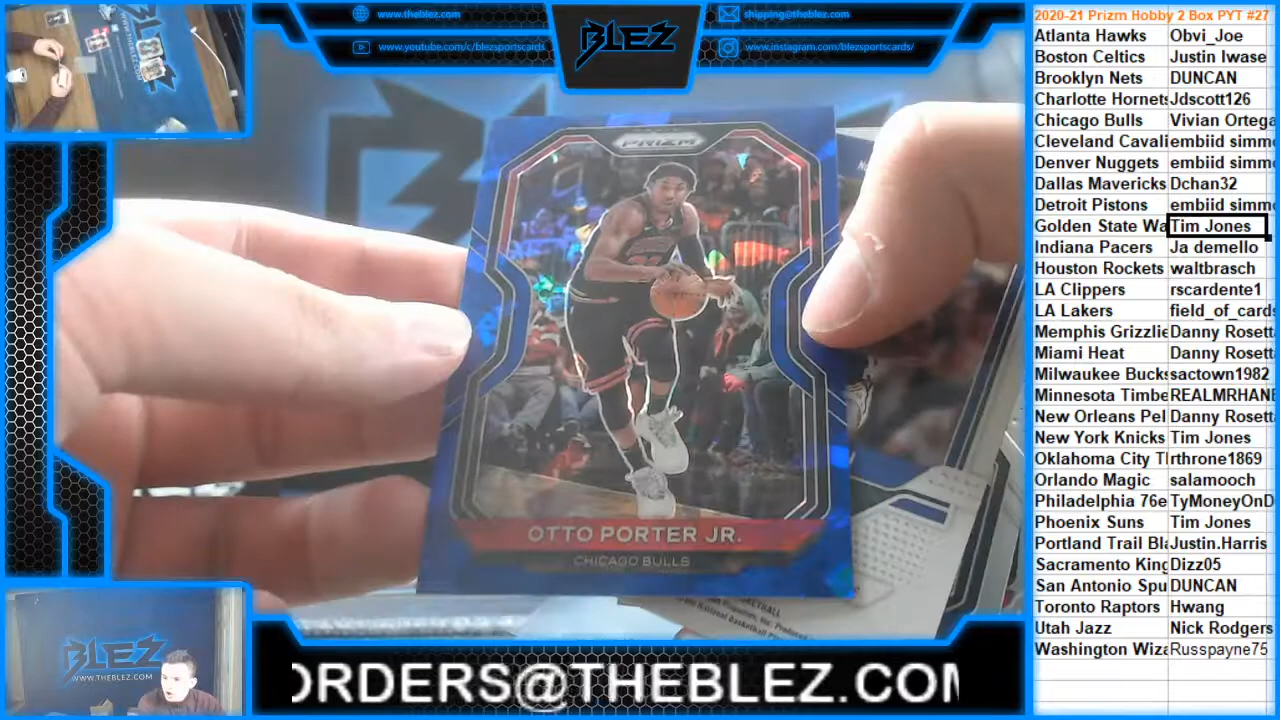 www.theblez.com
shipping@theblez.com
www.youtube.com/c/blezsportscards
www.instagram.com/blezsportscards/
BLEZ
PRIZM
OTTO PORTER JR.
CHICAGO BULLS
BLEZ
WWW.THEBLEZ.COM
ORDERS@THEBLEZ.COM
2020-21 Prizm Hobby 2 Box PYT #27
Atlanta Hawks Obvi_Joe
Boston Celtics Justin Iwase
Brooklyn Nets DUNCAN
Charlotte Hornets Jdscott126
Chicago Bulls Vivian Ortega
Cleveland Cavali embiid simmo
Denver Nuggets embiid simmo
Dallas Mavericks Dchan32
Detroit Pistons embiid simmo
Golden State Wa Tim Jones
Indiana Pacers Ja demello
Houston Rockets waltbrasch
LA Clippers rscardente1
LA Lakers field_of_cards
Memphis Grizzlie Danny Rosett
Miami Heat Danny Rosett
Milwaukee Bucks sactown1982
Minnesota Timbe REALMRHANE
New Orleans Pel Danny Rosett
New York Knicks Tim Jones
Oklahoma City Th rthrone1869
Orlando Magic salamooch
Philadelphia 76e TyMoneyOnD
Phoenix Suns Tim Jones
Portland Trail Bla Justin.Harris
Sacramento King Dizz05
San Antonio Spu DUNCAN
Toronto Raptors Hwang
Utah Jazz Nick Rodgers
Washington Wiza Russpayne75